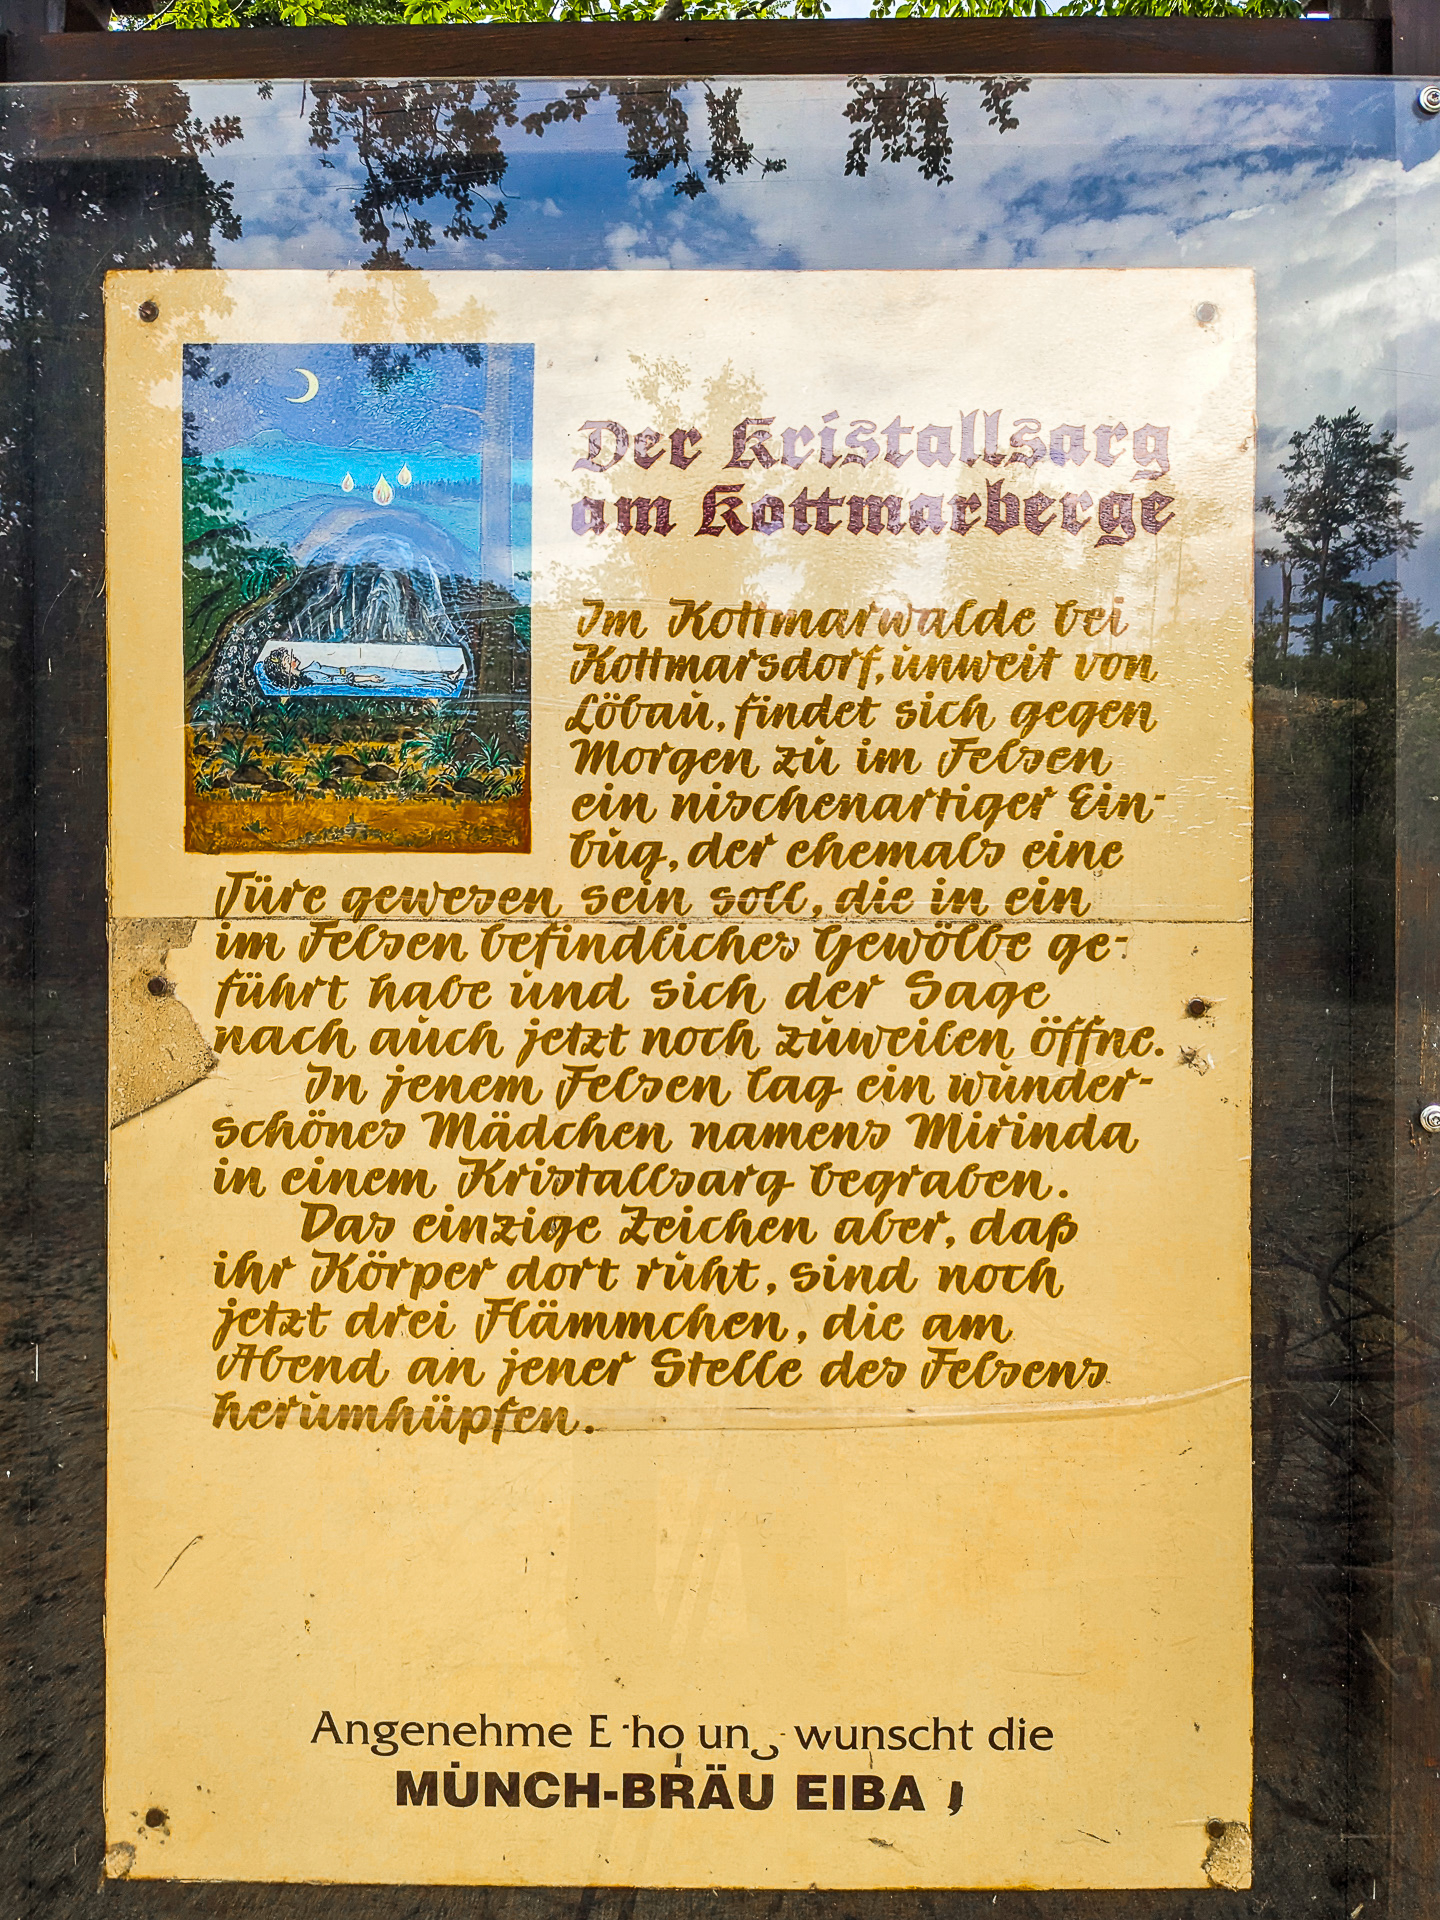 Der Kristallsarg
am Kottmarberge
Im Kottmarwalde bei
Kottmarsdorf, unweit von
Löbau, findet sich gegen
Morgen zu im Felsen
ein nischenartiger Ein-
bug, der ehemals eine
Türe gewesen sein soll, die in ein
im Felsen befindliches Gewölbe ge-
führt habe und sich der Sage
nach auch jetzt noch zuweilen öffne.
In jenem Felsen lag ein wunder-
schönes Mädchen namens Mirinda
in einem Kristallsarg begraben.
Das einzige Zeichen aber, daß
ihr Körper dort ruht, sind noch
jetzt drei Flämmchen, die am
Abend an jener Stelle des Felsens
herumhüpfen.
Angenehme wunscht die
MÜNCH-BRÄU EIBA